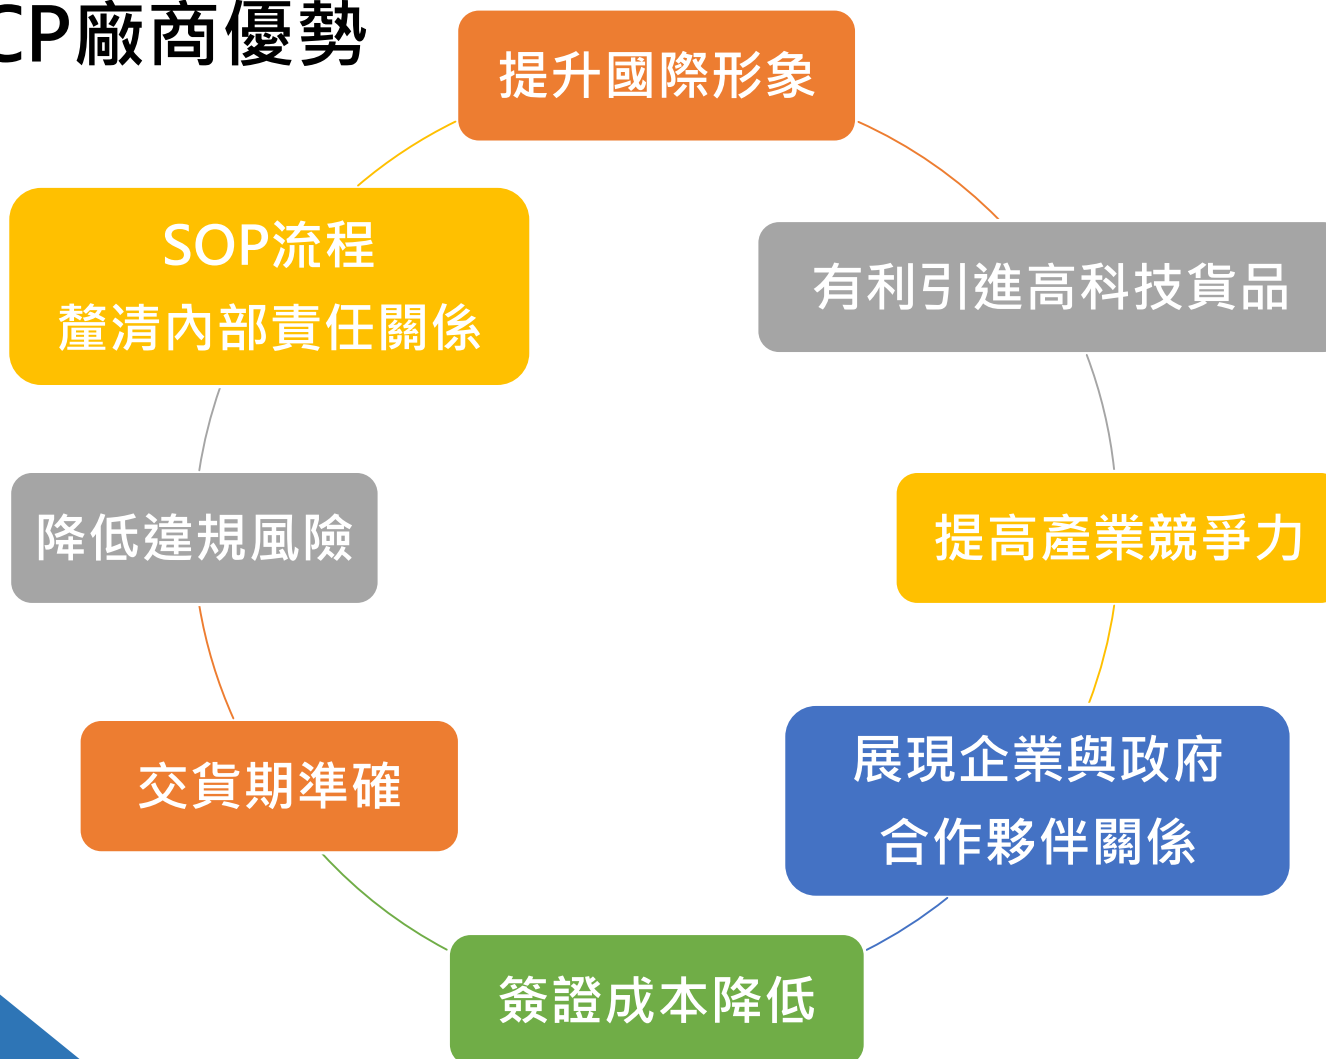 CP廠商優勢
提升國際形象
有利引進高科技貨品
提高產業競爭力
展現企業與政府
合作夥伴關係
簽證成本降低
交貨期準確
降低違規風險
SOP流程
釐清內部責任關係